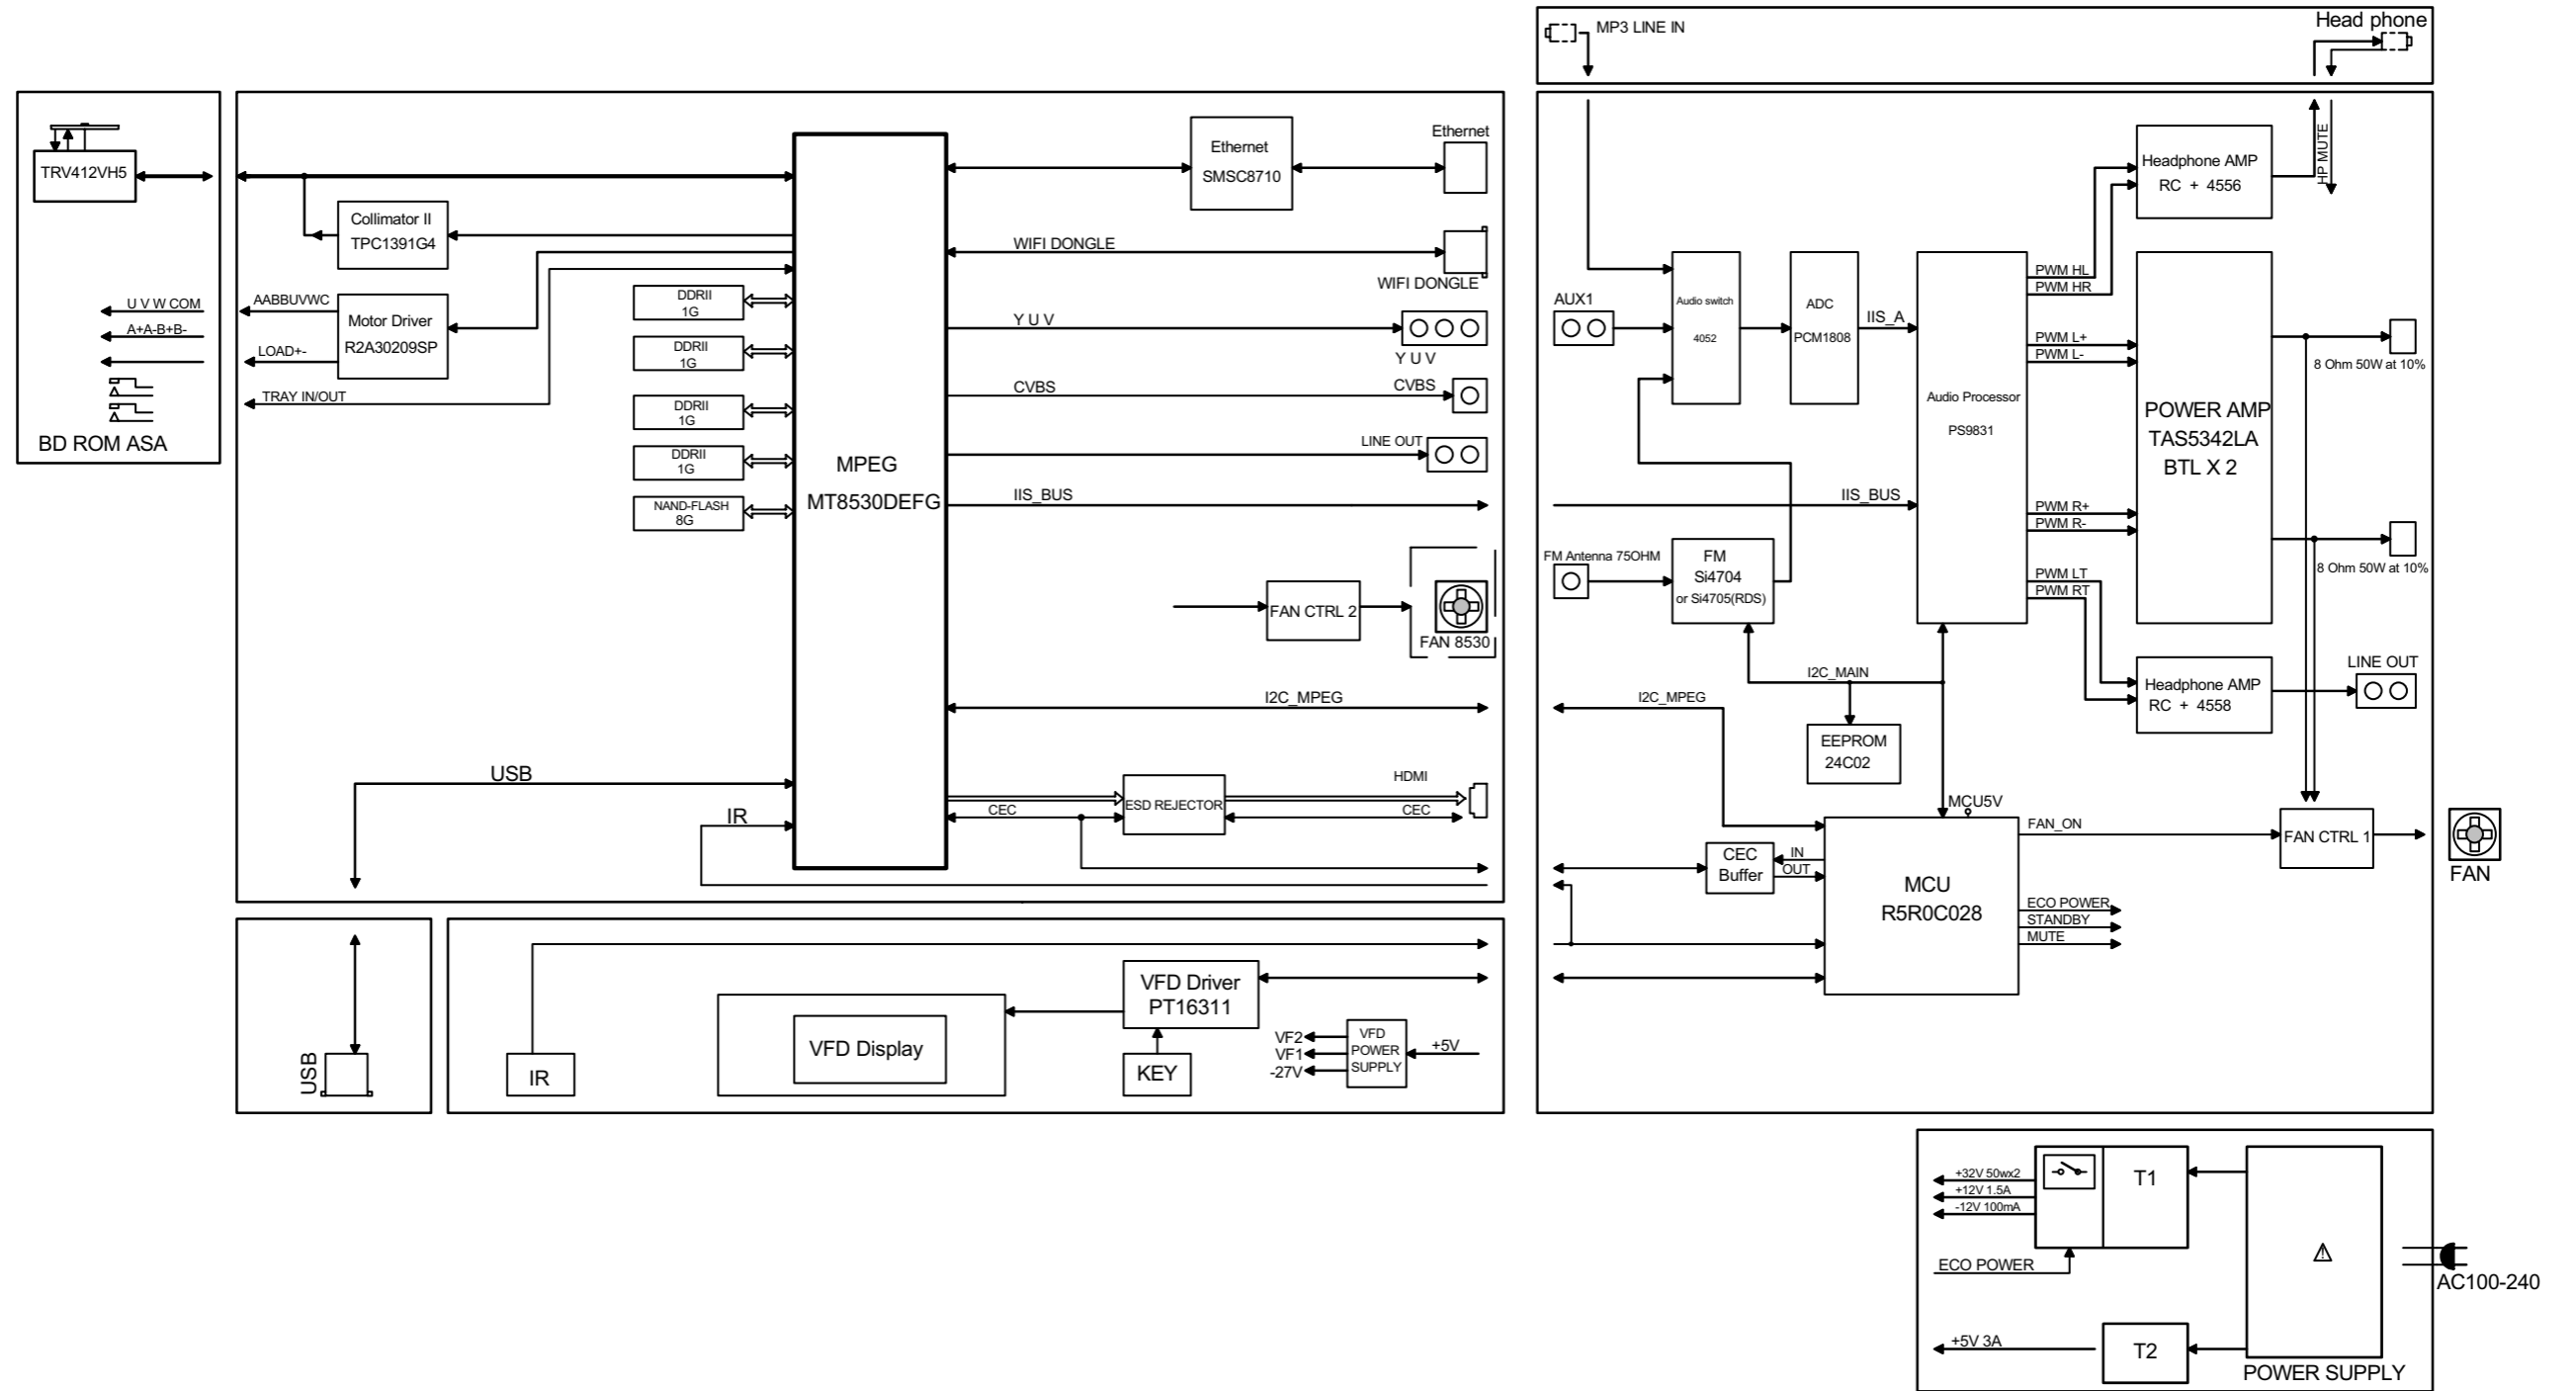 MP3 LINE IN
Head phone
TRV412VH5
U V W COM
A+A-B+B-
BD ROM ASA
Collimator II
TPC1391G4
AABBUVWC
Motor Driver
R2A30209SP
LOAD+-
TRAY IN/OUT
DDRII
1G
DDRII
1G
DDRII
1G
DDRII
1G
NAND-FLASH
8G
MPEG
MT8530DEFG
Ethernet
SMSC8710
Ethernet
WIFI DONGLE
WIFI DONGLE
Y U V
Y U V
CVBS
CVBS
LINE OUT
IIS_BUS
FAN CTRL 2
FAN 8530
I2C_MPEG
USB
IR
HDMI
CEC
ESD REJECTOR
CEC
USB
IR
VFD Display
VFD Driver
PT16311
KEY
VF2
VF1
-27V
VFD
POWER
SUPPLY
+5V
AUX1
Audio switch
4052
ADC
PCM1808
IIS_A
Audio Processor
PS9831
IIS_BUS
FM Antenna 75OHM
FM
Si4704
or Si4705(RDS)
PWM HL
PWM HR
PWM L+
PWM L-
PWM R+
PWM R-
PWM LT
PWM RT
Headphone AMP
RC + 4556
HP MUTE
POWER AMP
TAS5342LA
BTL X 2
8 Ohm 50W at 10%
8 Ohm 50W at 10%
Headphone AMP
RC + 4558
LINE OUT
I2C_MAIN
I2C_MPEG
EEPROM
24C02
MCU5V
CEC
Buffer
IN
OUT
MCU
R5R0C028
FAN_ON
FAN CTRL 1
FAN
ECO POWER
STANDBY
MUTE
+32V 50wx2
+12V 1.5A
-12V 100mA
T1
ECO POWER
+5V 3A
T2
AC100-240
POWER SUPPLY